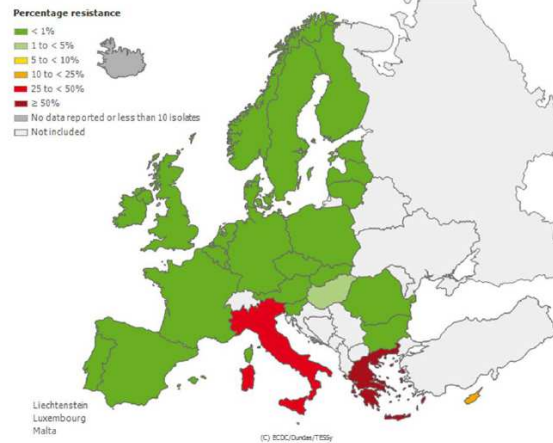 Percentage resistance
< 1%
1 to < 5%
5 to < 10%
10 to < 25%
25 to < 50%
≥ 50%
No data reported or less than 10 isolates
Not included
Liechtenstein
Luxembourg
Malta
(C) ECDC/Dundas/TESSy